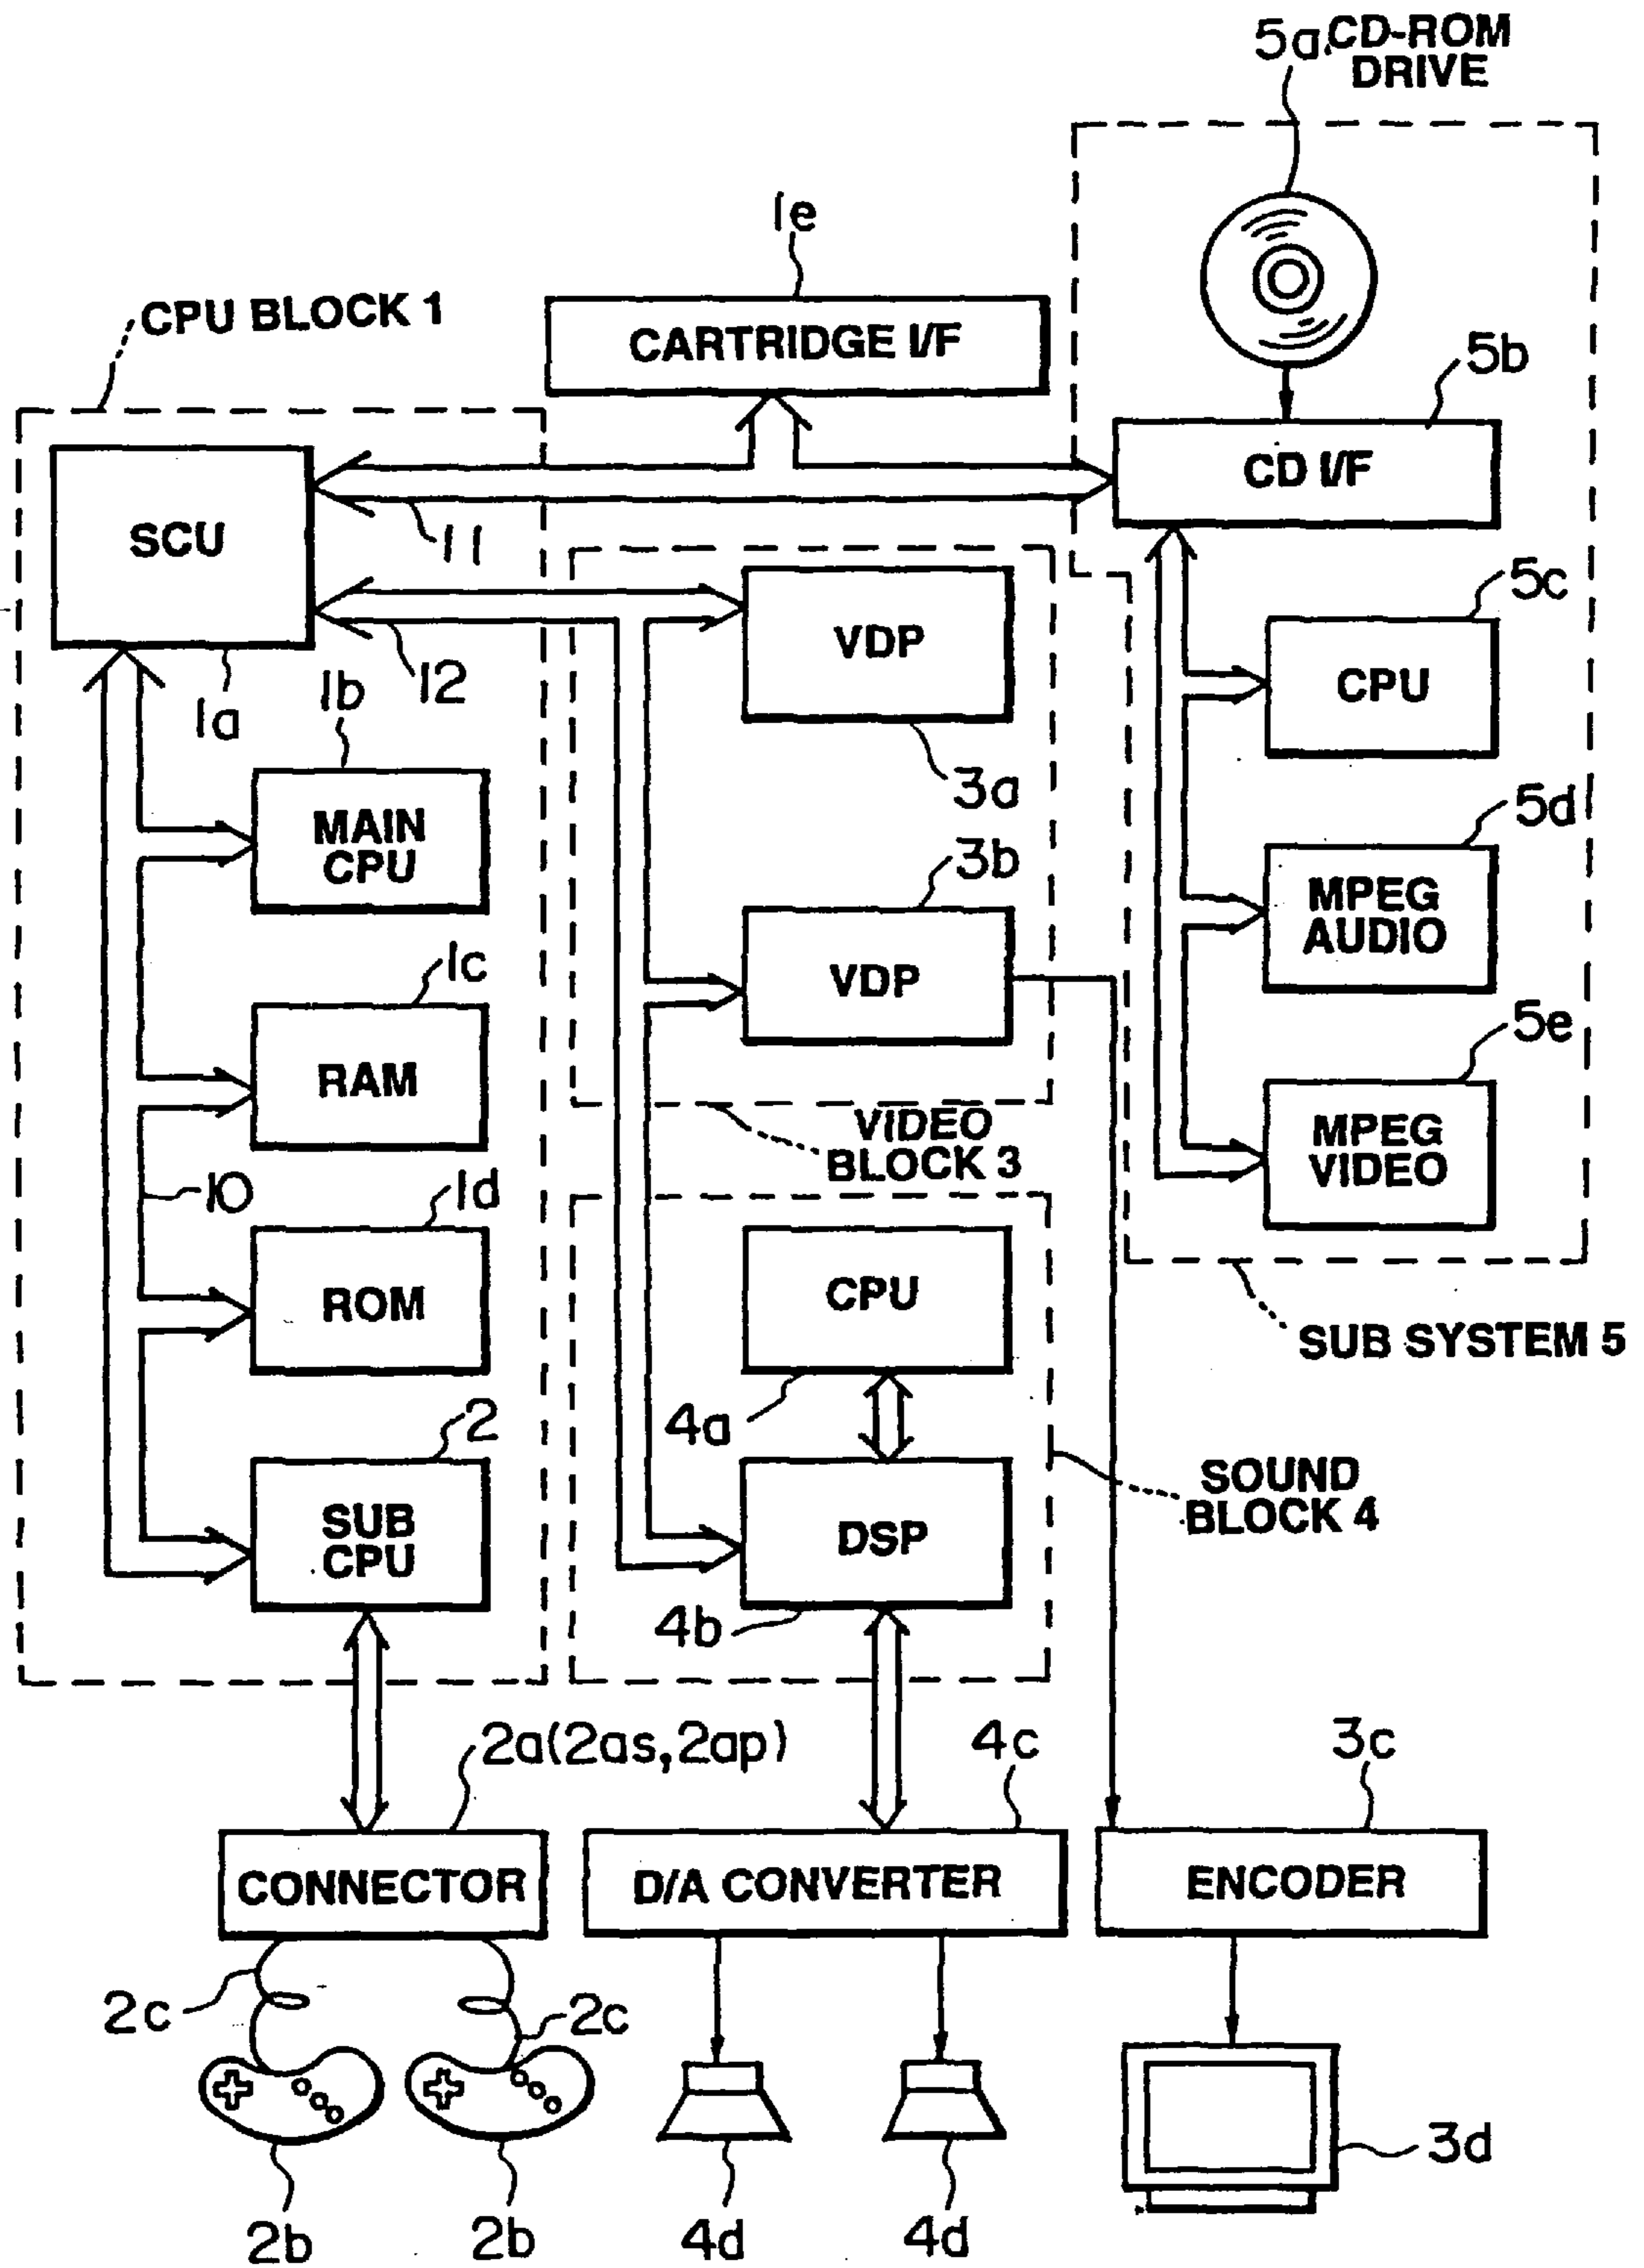 5a CD-ROM
DRIVE
1e
CPU BLOCK 1
CARTRIDGE I/F
5b
CD I/F
SCU
11
5c
VDP
CPU
12
1b
1a
3a
MAIN
CPU
5d
3b
MPEG
AUDIO
1c
VDP
5e
RAM
VIDEO
BLOCK 3
MPEG
VIDEO
10
1d
CPU
ROM
SUB SYSTEM 5
2
4a
SOUND
BLOCK 4
SUB
CPU
DSP
4b
2a(2as,2ap)
4c
3c
CONNECTOR
D/A CONVERTER
ENCODER
2c
2c
3d
2b
2b
4d
4d